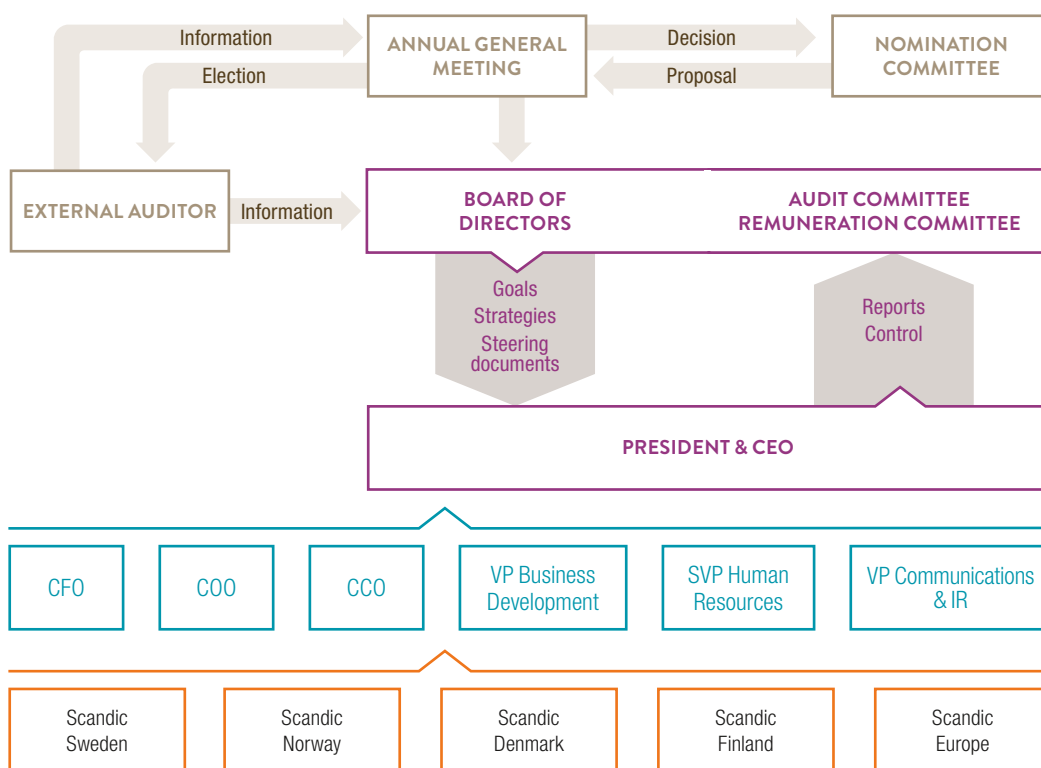 Information
ANNUAL GENERAL
MEETING
Decision
NOMINATION
COMMITTEE
Election
Proposal
EXTERNAL AUDITOR
Information
BOARD OF
DIRECTORS
AUDIT COMMITTEE
REMUNERATION COMMITTEE
Goals
Strategies
Steering
documents
Reports
Control
PRESIDENT & CEO
CFO
COO
CCO
VP Business
Development
SVP Human
Resources
VP Communications
& IR
Scandic
Sweden
Scandic
Norway
Scandic
Denmark
Scandic
Finland
Scandic
Europe